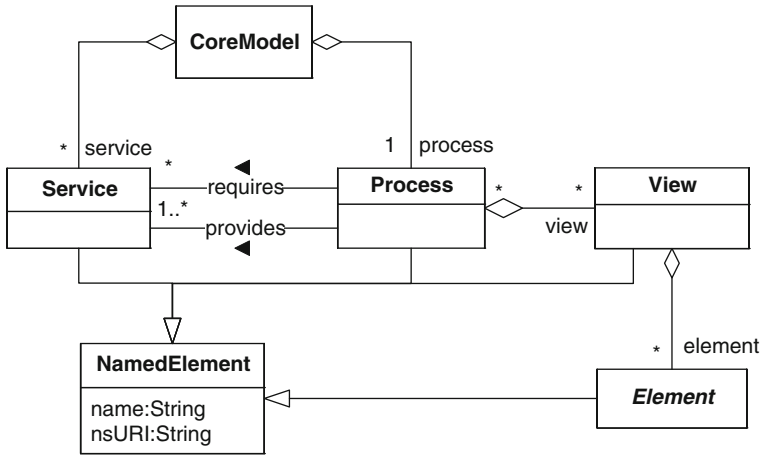 CoreModel
* service
1 process
Service
*
requires
1..*
provides
Process
*
*
view
View
* element
NamedElement
name:String
nsURI:String
Element